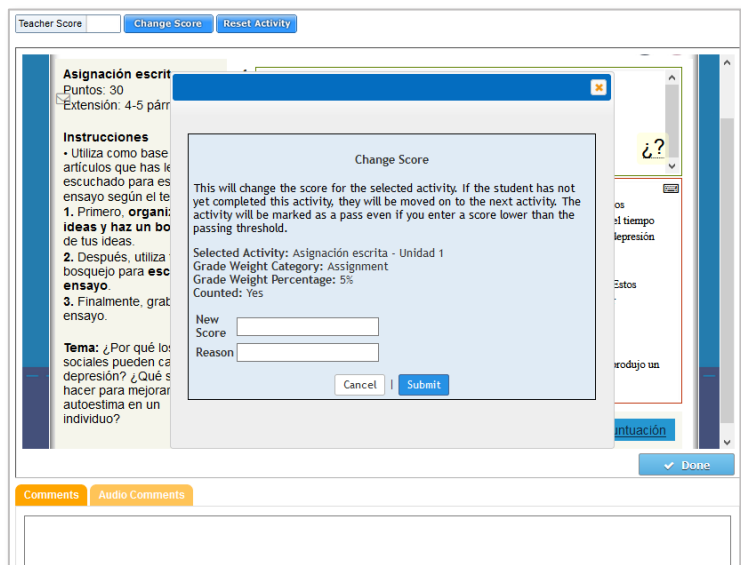 Teacher Score
Change Score
Reset Activity
Asignación escrit
Puntos: 30
Extensión: 4-5 párr
Instrucciones
• Utiliza como base
artículos que has le
escuchado para es
ensayo según el te
1. Primero, organiz
ideas y haz un bo
de tus ideas.
2. Después, utiliza
bosquejo para esc
ensayo.
3. Finalmente, grab
ensayo.
Tema: ¿Por qué los
sociales pueden ca
depresión? ¿Qué s
hacer para mejorar
autoestima en un
individuo?
Change Score
This will change the score for the selected activity. If the student has not
yet completed this activity, they will be moved on to the next activity. The
activity will be marked as a pass even if you enter a score lower than the
passing threshold.
Selected Activity: Asignación escrita - Unidad 1
Grade Weight Category: Assignment
Grade Weight Percentage: 5%
Counted: Yes
New
Score
Reason
Cancel | Submit
¿?
os
el tiempo
depresión
Estos
produjo un
untuación
Done
Comments
Audio Comments